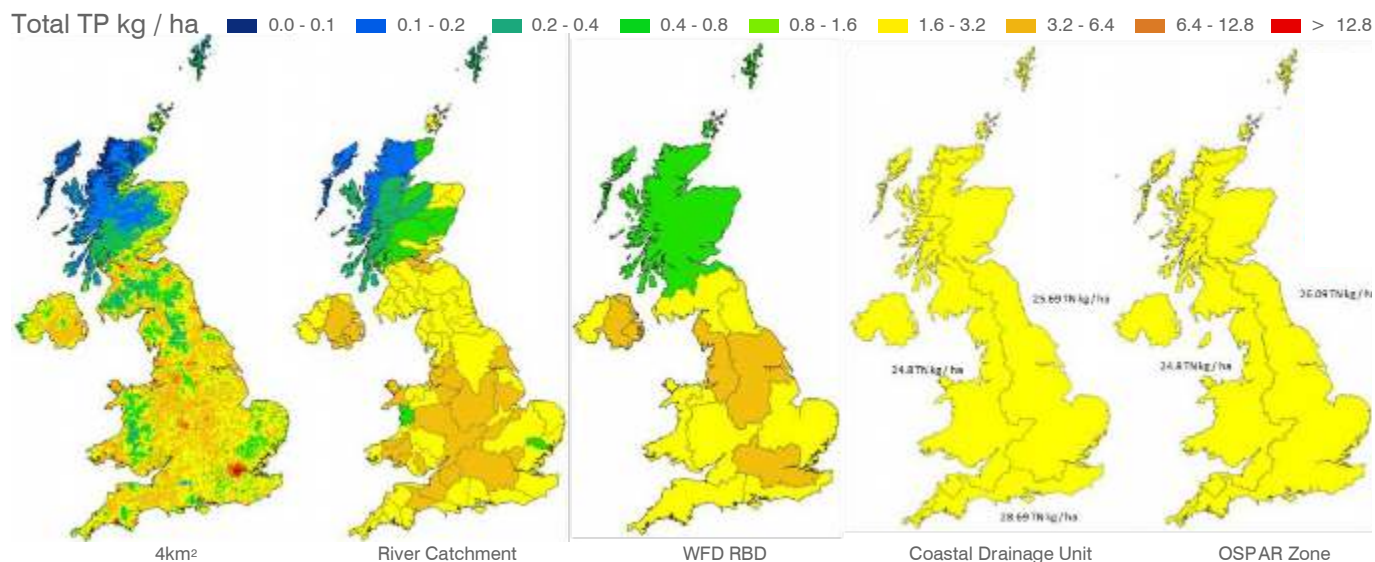 Total TP kg / ha 0.0 - 0.1 0.1 - 0.2 0.2 - 0.4 0.4 - 0.8 0.8 - 1.6 1.6 - 3.2 3.2 - 6.4 6.4 - 12.8 > 12.8
25.69 TN kg / ha
26.09 TN kg / h
24.8 TN kg / ha
24.8 TN kg / ha
28.69 TN kg / ha
4km²
River Catchment
WFD RBD
Coastal Drainage Unit
OSPAR Zone